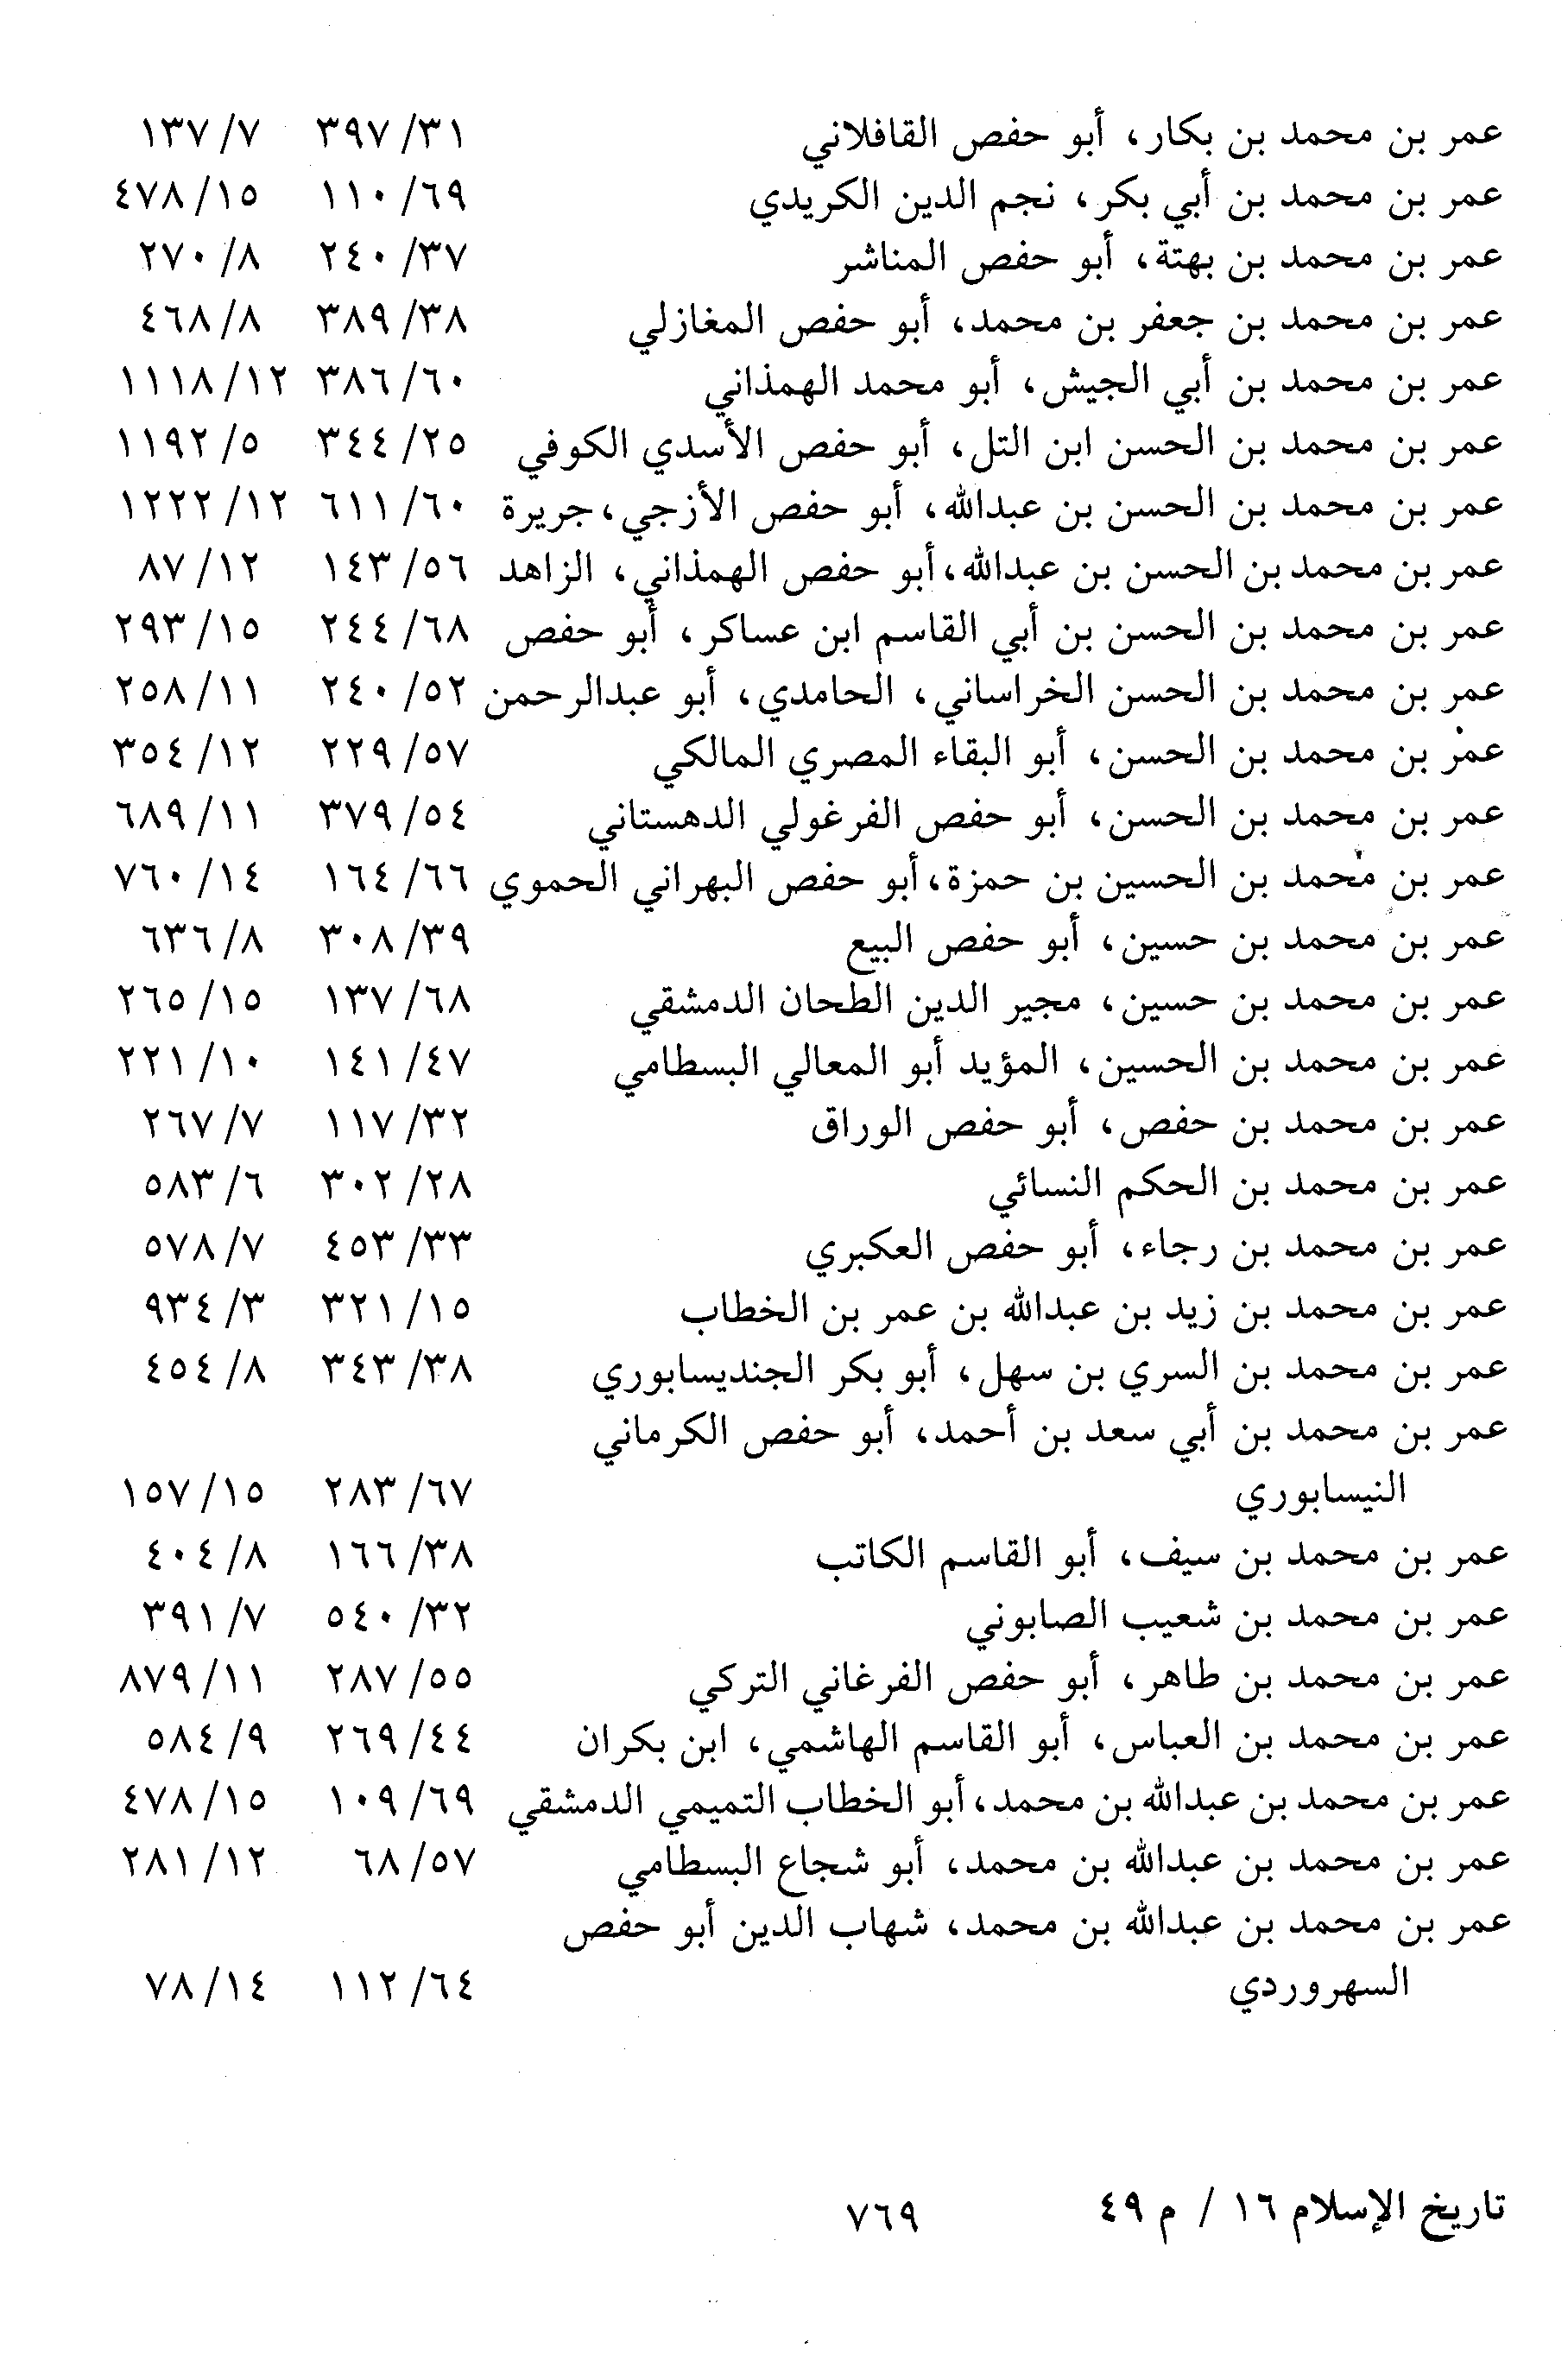 عمر بن محمد بن بكار، أبو حفص القافلاني ٣١/ ٣٩٧ ٧/ ١٣٧
عمر بن محمد بن أبي بكر، نجم الدين الكريدي ٦٩/ ١١٠ ١٥/ ٤٧٨
عمر بن محمد بن بهتة، أبو حفص المناشر ٣٧/ ٢٤٠ ٨/ ٢٧٠
عمر بن محمد بن جعفر بن محمد، أبو حفص المغازلي ٣٨/ ٣٨٩ ٨/ ٤٦٨
عمر بن محمد بن أبي الجيش، أبو محمد الهمذاني ٦٠/ ٣٨٦ ١٢/ ١١١٨
عمر بن محمد بن الحسن ابن التل، أبو حفص الأسدي الكوفي ٢٥/ ٣٤٤ ٥/ ١١٩٢
عمر بن محمد بن الحسن بن عبدالله، أبو حفص الأزجي، جريرة ٦٠/ ٦١١ ١٢/ ١٢٢٢
عمر بن محمد بن الحسن بن عبدالله، أبو حفص الهمذاني، الزاهد ٥٦/ ١٤٣ ١٢/ ٨٧
عمر بن محمد بن الحسن بن أبي القاسم ابن عساكر، أبو حفص ٦٨/ ٢٤٤ ١٥/ ٢٩٣
عمر بن محمد بن الحسن الخراساني، الحامدي، أبو عبدالرحمن ٥٢/ ٢٤٠ ١١/ ٢٥٨
عمر بن محمد بن الحسن، أبو البقاء المصري المالكي ٥٧/ ٢٢٩ ١٢/ ٣٥٤
عمر بن محمد بن الحسن، أبو حفص الفرغولي الدهستاني ٥٤/ ٣٧٩ ١١/ ٦٨٩
عمر بن محمد بن الحسين بن حمزة، أبو حفص البهراني الحموي ٦٦/ ١٦٤ ١٤/ ٧٦٠
عمر بن محمد بن حسين، أبو حفص البيع ٣٩/ ٣٠٨ ٨/ ٦٣٦
عمر بن محمد بن حسين، مجير الدين الطحان الدمشقي ٦٨/ ١٣٧ ١٥/ ٢٦٥
عمر بن محمد بن الحسين، المؤيد أبو المعالي البسطامي ٤٧/ ١٤١ ١٠/ ٢٢١
عمر بن محمد بن حفص، أبو حفص الوراق ٣٢/ ١١٧ ٧/ ٢٦٧
عمر بن محمد بن الحكم النسائي ٢٨/ ٣٠٢ ٦/ ٥٨٣
عمر بن محمد بن رجاء، أبو حفص العكبري ٣٣/ ٤٥٣ ٧/ ٥٧٨
عمر بن محمد بن زيد بن عبدالله بن عمر بن الخطاب ١٥/ ٣٢١ ٣/ ٩٣٤
عمر بن محمد بن السري بن سهل، أبو بكر الجنديسابوري ٣٨/ ٣٤٣ ٨/ ٤٥٤
عمر بن محمد بن أبي سعد بن أحمد، أبو حفص الكرماني
النيسابوري ٦٧/ ٢٨٣ ١٥/ ١٥٧
عمر بن محمد بن سيف، أبو القاسم الكاتب ٣٨/ ١٦٦ ٨/ ٤٠٤
عمر بن محمد بن شعيب الصابوني ٣٢/ ٥٤٠ ٧/ ٣٩١
عمر بن محمد بن طاهر، أبو حفص الفرغاني التركي ٥٥/ ٢٨٧ ١١/ ٨٧٩
عمر بن محمد بن العباس، أبو القاسم الهاشمي، ابن بكران ٤٤/ ٢٦٩ ٩/ ٥٨٤
عمر بن محمد بن عبدالله بن محمد، أبو الخطاب التميمي الدمشقي ٦٩/ ١٠٩ ١٥/ ٤٧٨
عمر بن محمد بن عبدالله بن محمد، أبو شجاع البسطامي ٥٧/ ٦٨ ١٢/ ٢٨١
عمر بن محمد بن عبدالله بن محمد، شهاب الدين أبو حفص
السهروردي ٦٤/ ١١٢ ١٤/ ٧٨
تاريخ الإسلام ١٦ / م ٤٩ ٧٦٩